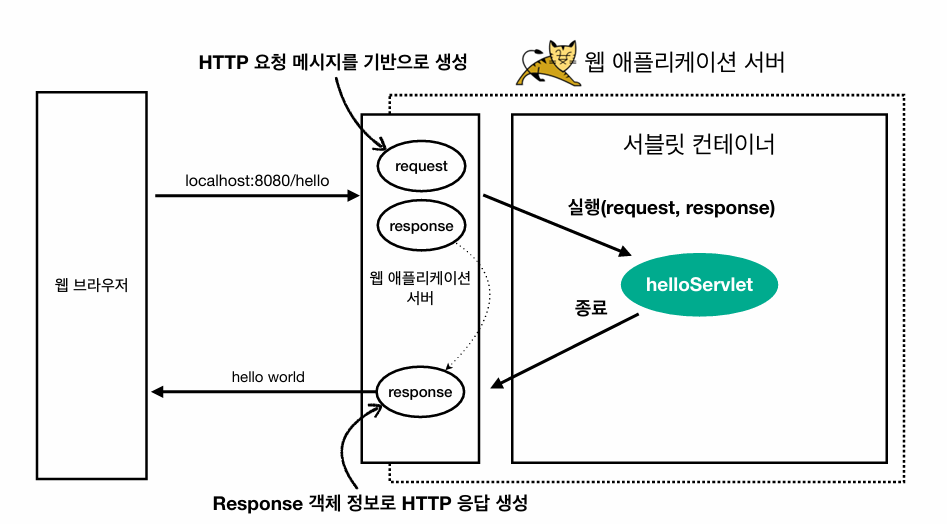 HTTP 요청 메시지를 기반으로 생성
웹 애플리케이션 서버
서블릿 컨테이너
request
localhost:8080/hello
실행(request, response)
response
웹 브라우저
웹 애플리케이션
서버
helloServlet
종료
hello world
response
Response 객체 정보로 HTTP 응답 생성